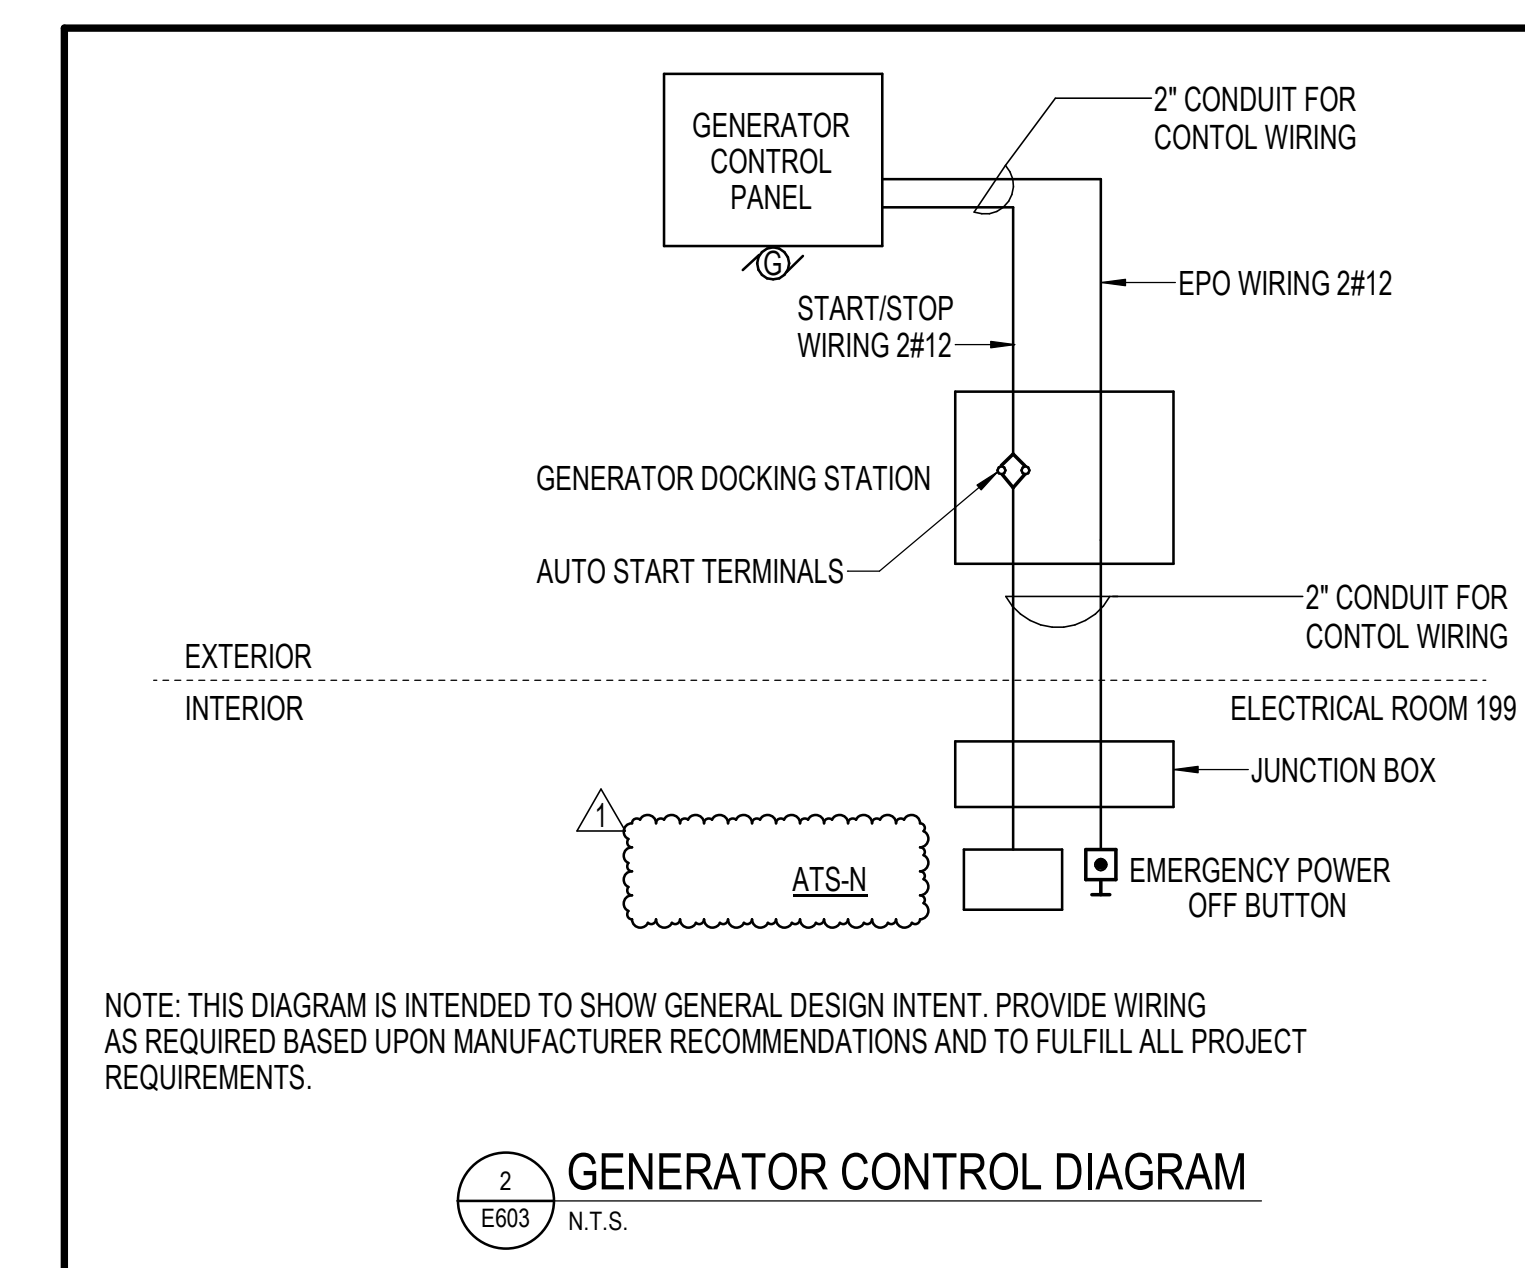 GENERATOR
CONTROL
PANEL
G
2" CONDUIT FOR
CONTOL WIRING
EPO WIRING 2#12
START/STOP
WIRING 2#12
GENERATOR DOCKING STATION
AUTO START TERMINALS
2" CONDUIT FOR
CONTOL WIRING
EXTERIOR
INTERIOR
ELECTRICAL ROOM 199
JUNCTION BOX
1
ATS-N
EMERGENCY POWER
OFF BUTTON
NOTE: THIS DIAGRAM IS INTENDED TO SHOW GENERAL DESIGN INTENT. PROVIDE WIRING
AS REQUIRED BASED UPON MANUFACTURER RECOMMENDATIONS AND TO FULFILL ALL PROJECT
REQUIREMENTS.
2
E603
GENERATOR CONTROL DIAGRAM
N.T.S.